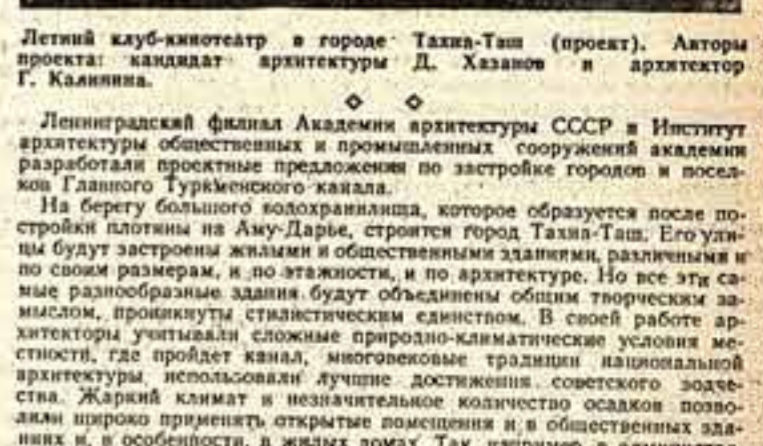 Летний клуб-кинотеатр в городе Тахиа-Таш (проект). Авторы
проекта: кандидат архитектуры Д. Хазанов и архитектор
Г. Калинина.
Ленинградский филиал Академии архитектуры СССР и Институт
архитектуры общественных и промышленных сооружений академии
разработали проектные предложения по застройке городов и посел-
ков Главного Туркменского канала.
На берегу большого водохранилища, которое образуется после по-
стройки плотины на Аму-Дарье, строится город Тахиа-Таш. Его ули-
цы будут застроены жилыми и общественными зданиями, различными и
по своим размерам, и по этажности, и по архитектуре. Но все эти са-
мые разнообразные здания будут объединены общим творческим за-
мыслом, проникнуты стилистическим единством. В своей работе ар-
хитекторы учитывали сложные природно-климатические условия ме-
стности, где пройдет канал, многовековые традиции национальной
архитектуры, использовали лучшие достижения советского зодче-
ства. Жаркий климат и незначительное количество осадков позво-
лили широко применять открытые помещения и в общественных зда-
ниях и, в особенности, в жилых домах. Так, например, в